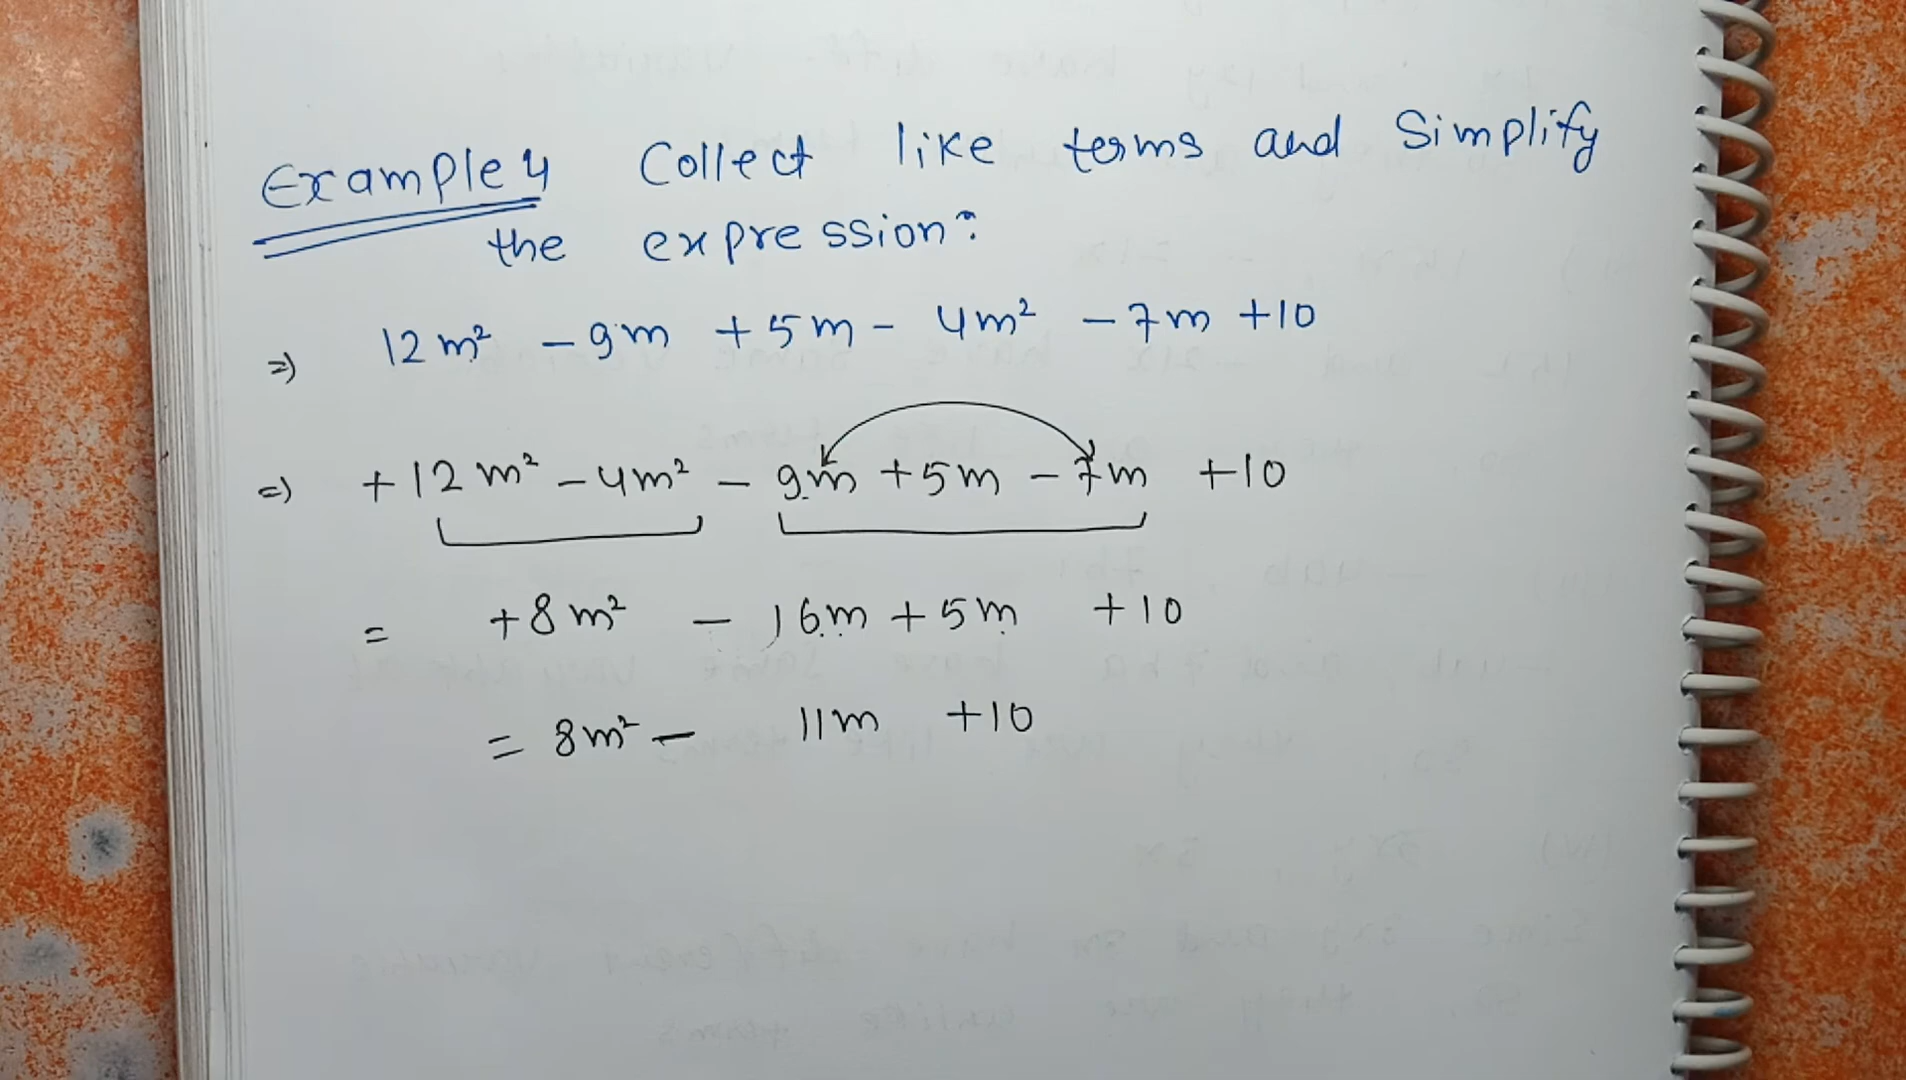 Example 4 Collect like terms and Simplify
the expression?
⇒ 12m² - 9m + 5m - 4m² - 7m + 10
⇒ + 12m² - 4m² - 9m + 5m - 7m + 10
= + 8m² - 16m + 5m + 10
= 8m² - 11m + 10